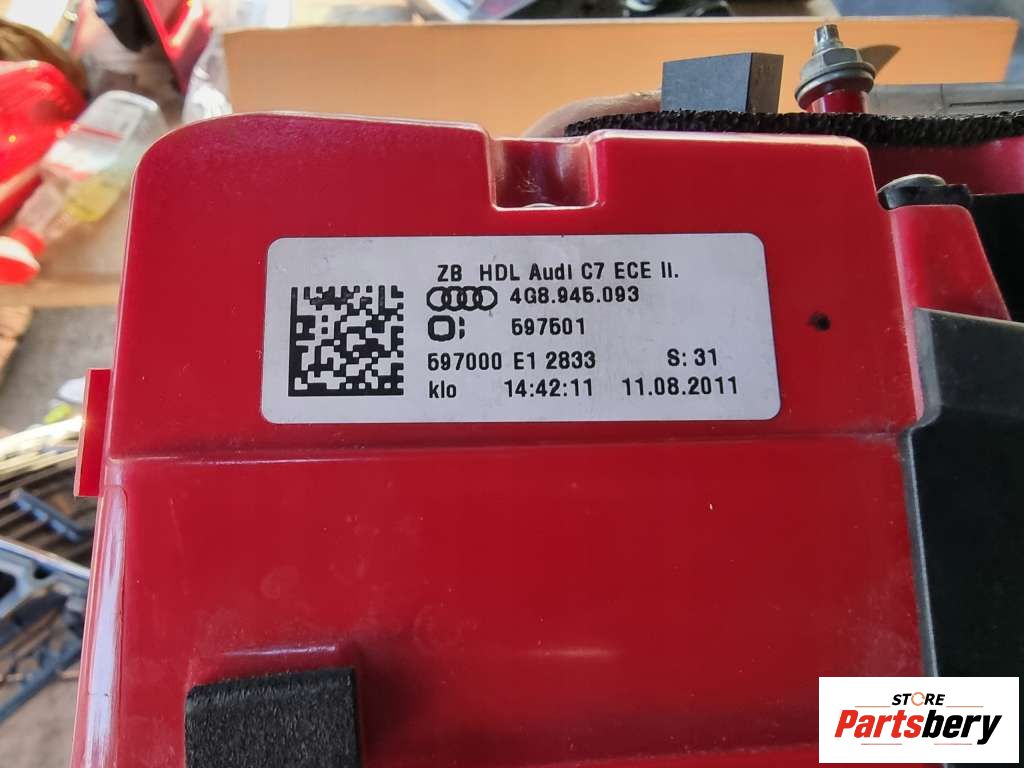 ZB HDL Audi C7 ECE II.
4G8.945.093
597501
597000 E1 2833 S: 31
klo 14:42:11 11.08.2011
STORE
Partsbery